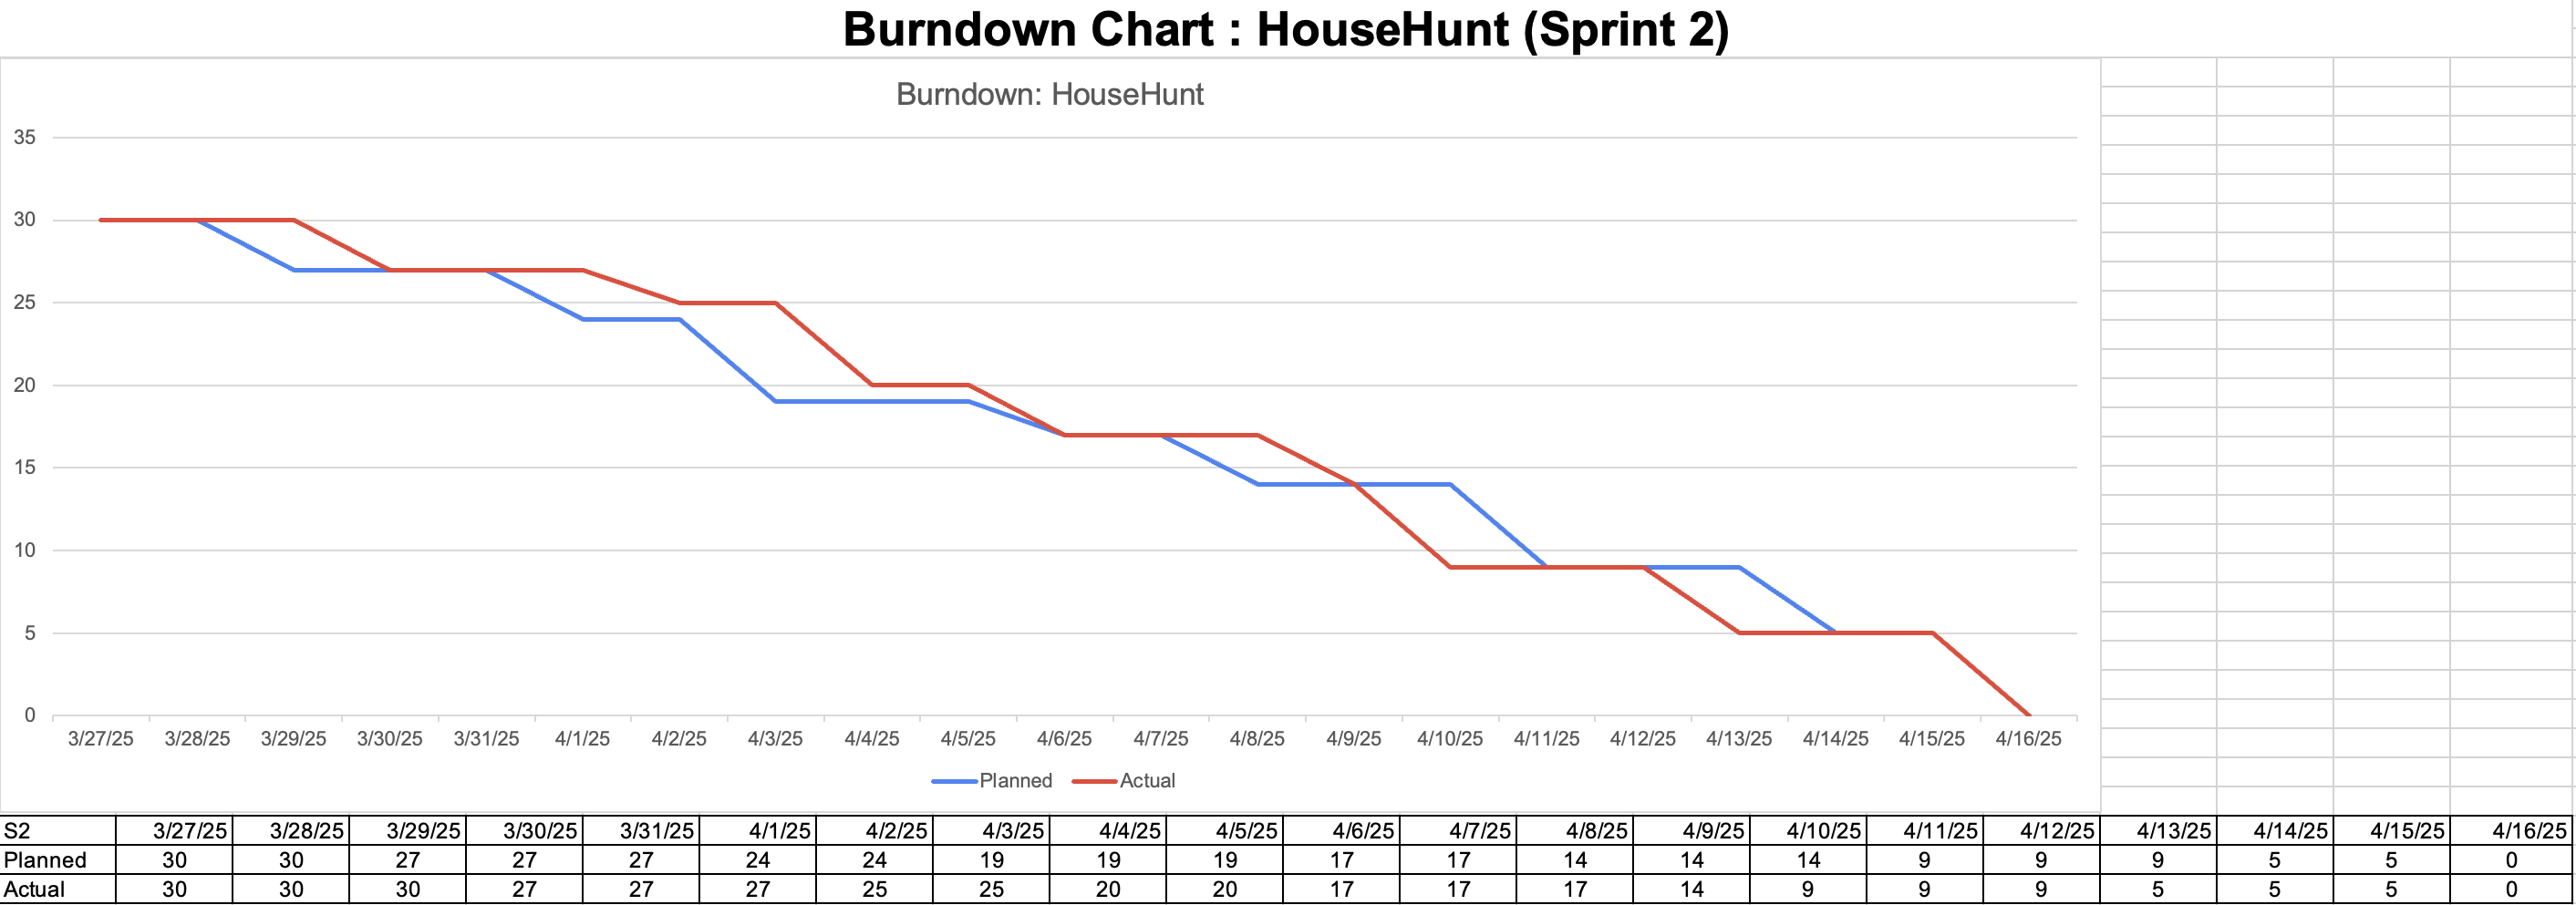 Burndown Chart : HouseHunt (Sprint 2)
Burndown: HouseHunt
35
30
25
20
15
10
5
0
3/27/25 3/28/25 3/29/25 3/30/25 3/31/25 4/1/25 4/2/25 4/3/25 4/4/25 4/5/25 4/6/25 4/7/25 4/8/25 4/9/25 4/10/25 4/11/25 4/12/25 4/13/25 4/14/25 4/15/25 4/16/25
Planned Actual
S2 3/27/25 3/28/25 3/29/25 3/30/25 3/31/25 4/1/25 4/2/25 4/3/25 4/4/25 4/5/25 4/6/25 4/7/25 4/8/25 4/9/25 4/10/25 4/11/25 4/12/25 4/13/25 4/14/25 4/15/25 4/16/25
Planned 30 30 27 27 27 24 24 19 19 19 17 17 14 14 14 9 9 9 5 5 0
Actual 30 30 30 27 27 27 25 25 20 20 17 17 17 14 9 9 9 5 5 5 0